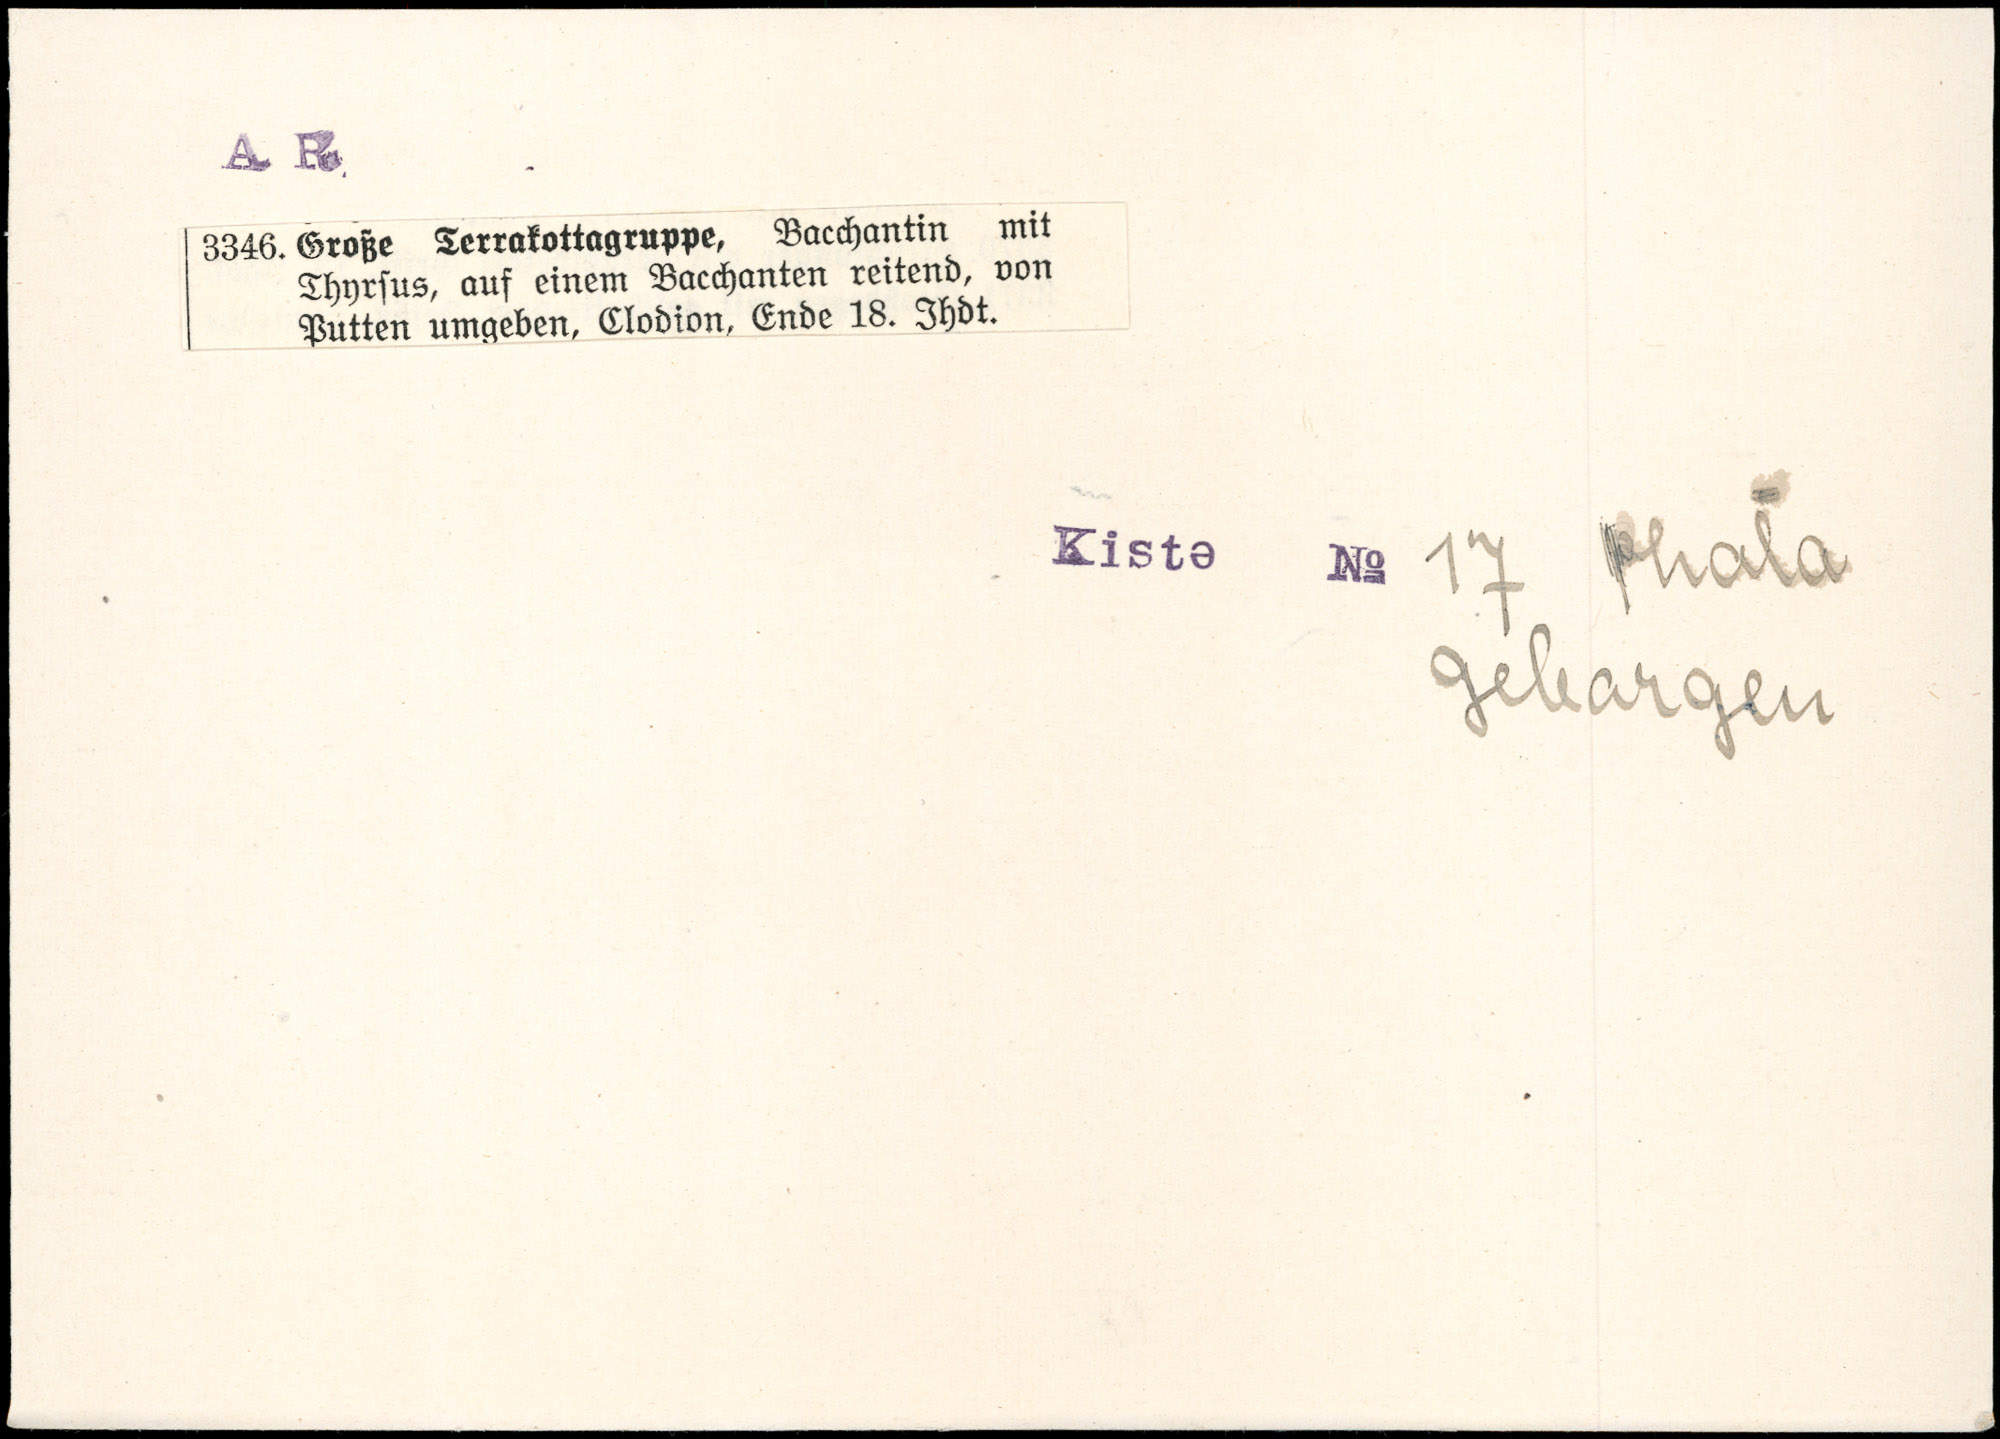 A R.
3346. Große Terrakottagruppe, Bacchantin mit
Thyrsus, auf einem Bacchanten reitend, von
Putten umgeben, Clodion, Ende 18. Jhdt.
Kiste № 17
geborgen